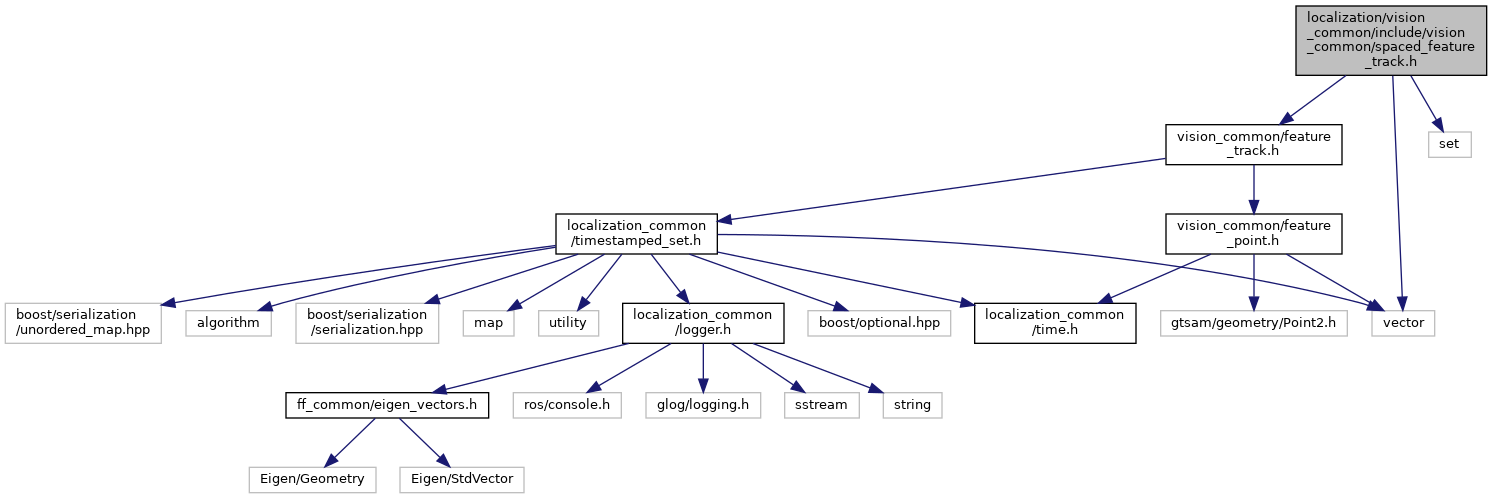 localization/vision
_common/include/vision
_common/spaced_feature
_track.h
vision_common/feature
_track.h
set
localization_common
/timestamped_set.h
vision_common/feature
_point.h
boost/serialization
/unordered_map.hpp
algorithm
boost/serialization
/serialization.hpp
map
utility
localization_common
/logger.h
boost/optional.hpp
localization_common
/time.h
gtsam/geometry/Point2.h
vector
ff_common/eigen_vectors.h
ros/console.h
glog/logging.h
sstream
string
Eigen/Geometry
Eigen/StdVector